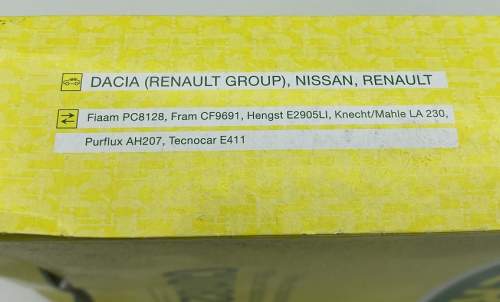 DACIA (RENAULT GROUP), NISSAN, RENAULT
Fiaam PC8128, Fram CF9691, Hengst E2905LI, Knecht/Mahle LA 230,
Purflux AH207, Tecnocar E411